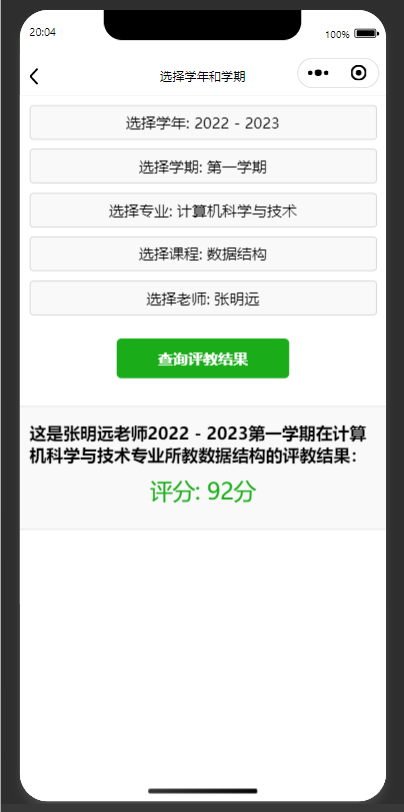 20:04
100%
选择学年和学期
选择学年: 2022 - 2023
选择学期: 第一学期
选择专业: 计算机科学与技术
选择课程: 数据结构
选择老师: 张明远
查询评教结果
这是张明远老师2022 - 2023第一学期在计算
机科学与技术专业所教数据结构的评教结果：
评分: 92分